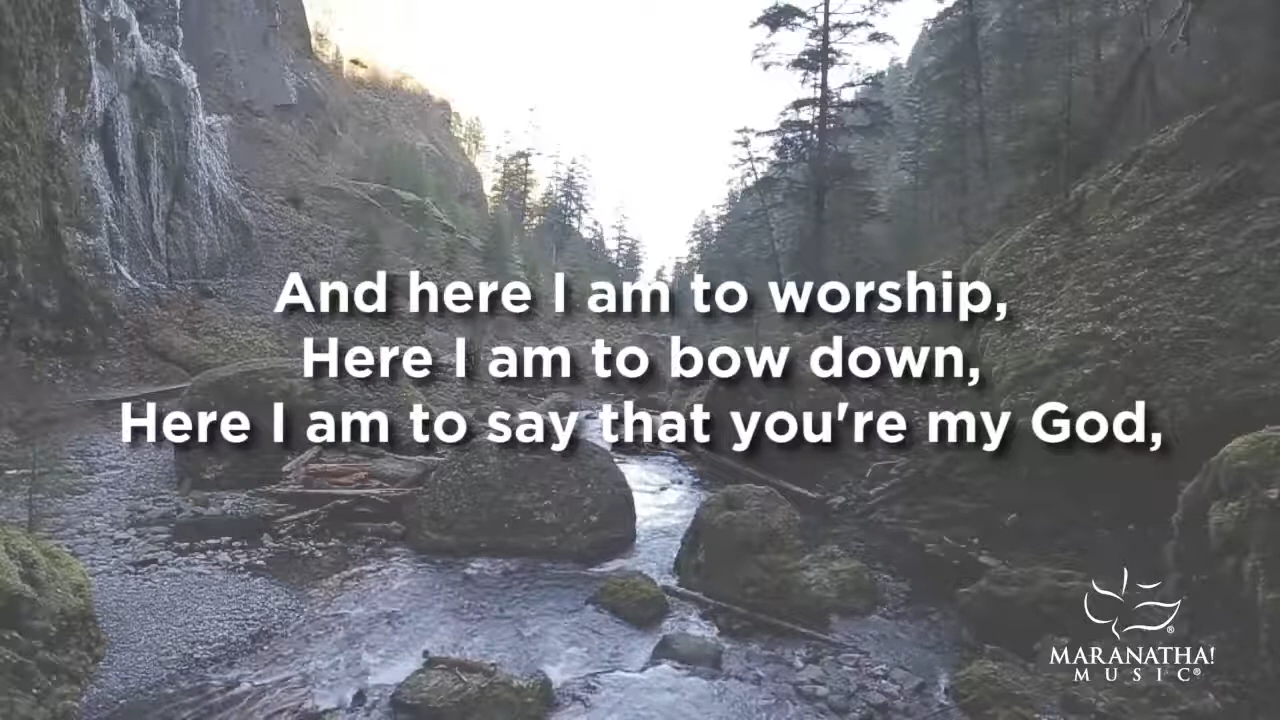 And here I am to worship,
Here I am to bow down,
Here I am to say that you're my God,
®
MARANATHA!
MUSIC®